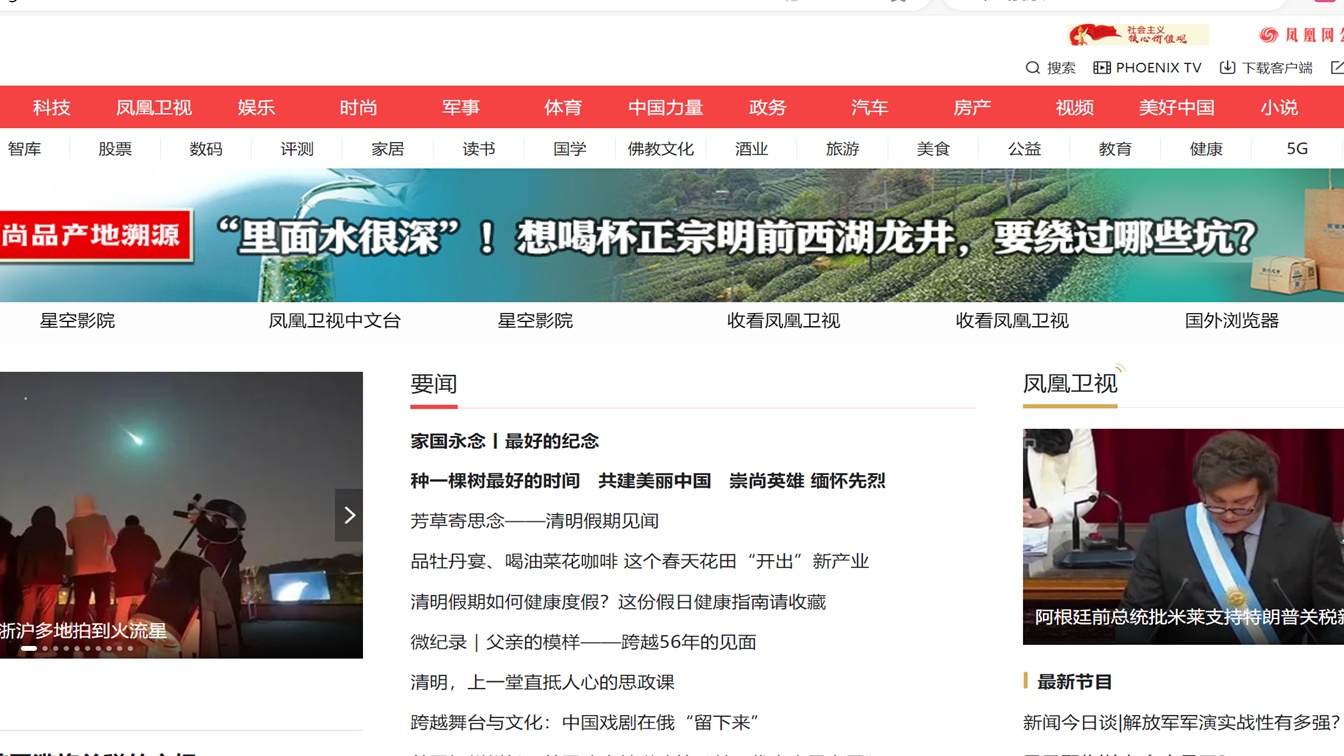 社会主义
核心价值观
凤凰网
搜索 PHOENIX TV 下载客户端
科技 凤凰卫视 娱乐 时尚 军事 体育 中国力量 政务 汽车 房产 视频 美好中国 小说
智库 股票 数码 评测 家居 读书 国学 佛教文化 酒业 旅游 美食 公益 教育 健康 5G
尚品产地溯源 “里面水很深”！想喝杯正宗明前西湖龙井，要绕过哪些坑？
星空影院 凤凰卫视中文台 星空影院 收看凤凰卫视 收看凤凰卫视 国外浏览器
要闻
家国永念丨最好的纪念
种一棵树最好的时间 共建美丽中国 崇尚英雄 缅怀先烈
芳草寄思念——清明假期见闻
品牡丹宴、喝油菜花咖啡 这个春天花田“开出”新产业
清明假期如何健康度假？这份假日健康指南请收藏
微纪录｜父亲的模样——跨越56年的见面
清明，上一堂直抵人心的思政课
跨越舞台与文化：中国戏剧在俄“留下来”
浙沪多地拍到火流星
凤凰卫视
阿根廷前总统批米莱支持特朗普关税
最新节目
新闻今日谈|解放军军演实战性有多强?